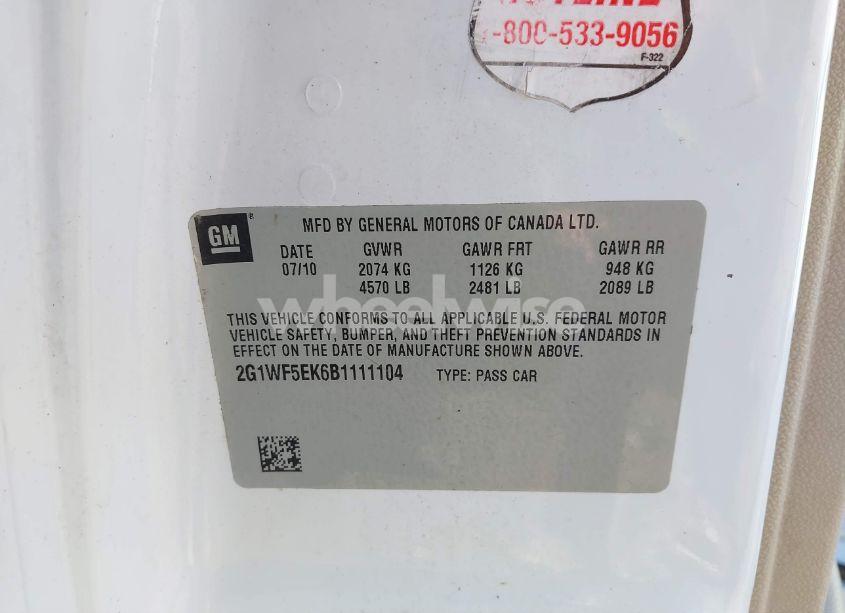 -800-533-9056
F-322
GM
MFD BY GENERAL MOTORS OF CANADA LTD.
DATE GVWR GAWR FRT GAWR RR
07/10 2074 KG 1126 KG 948 KG
4570 LB 2481 LB 2089 LB
wheelwise
THIS VEHICLE CONFORMS TO ALL APPLICABLE U.S. FEDERAL MOTOR
VEHICLE SAFETY, BUMPER, AND THEFT PREVENTION STANDARDS IN
EFFECT ON THE DATE OF MANUFACTURE SHOWN ABOVE.
2G1WF5EK6B1111104 TYPE: PASS CAR